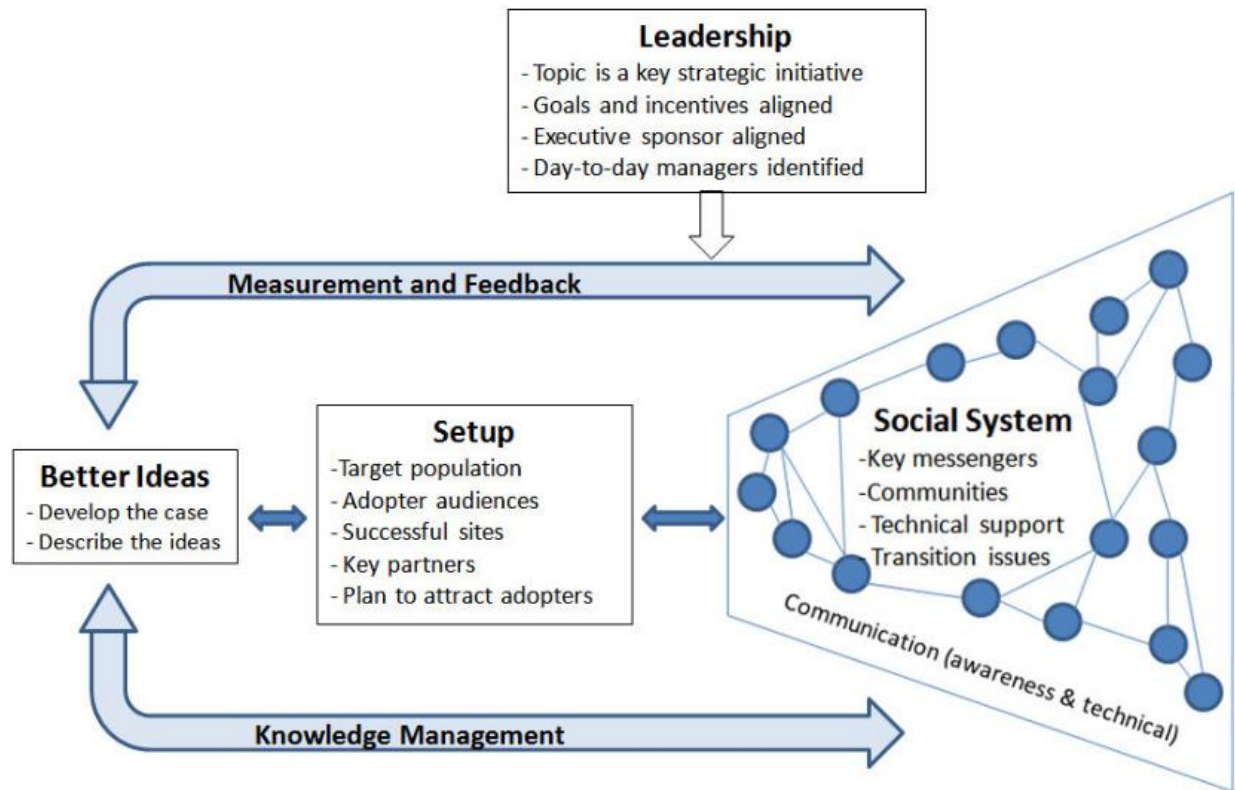 Leadership
- Topic is a key strategic initiative
- Goals and incentives aligned
- Executive sponsor aligned
- Day-to-day managers identified
Measurement and Feedback
Better Ideas
- Develop the case
- Describe the ideas
Setup
-Target population
- Adopter audiences
- Successful sites
- Key partners
- Plan to attract adopters
Social System
-Key messengers
-Communities
- Technical support
- Transition issues
Communication (awareness & technical)
Knowledge Management